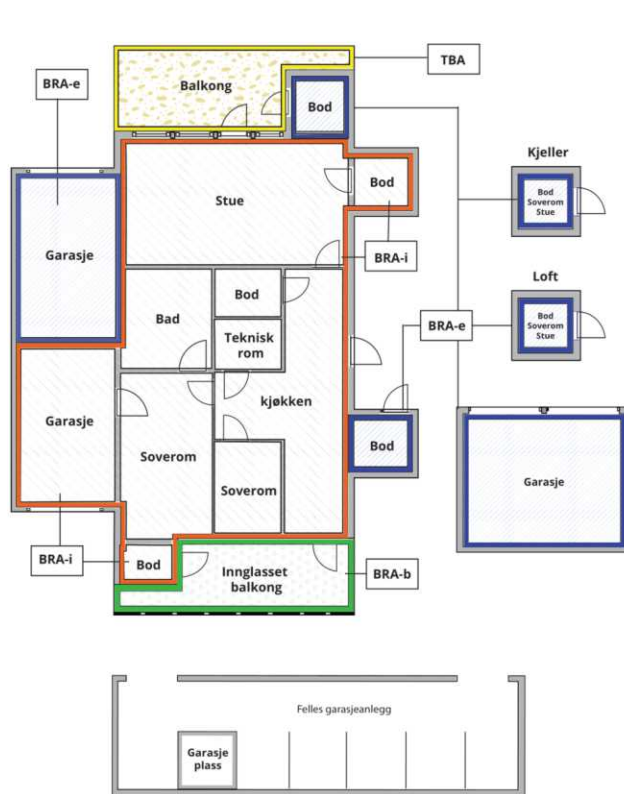 TBA
BRA-e
Balkong
Bod
Kjeller
Stue
Bod
Bod
Soverom
Stue
Garasje
BRA-i
Loft
Bod
Bad
Teknisk
rom
BRA-e
Bod
Soverom
Stue
kjøkken
Garasje
Soverom
Bod
Soverom
Garasje
BRA-i
Bod
Innglasset
balkong
BRA-b
Felles garasjeanlegg
Garasje
plass